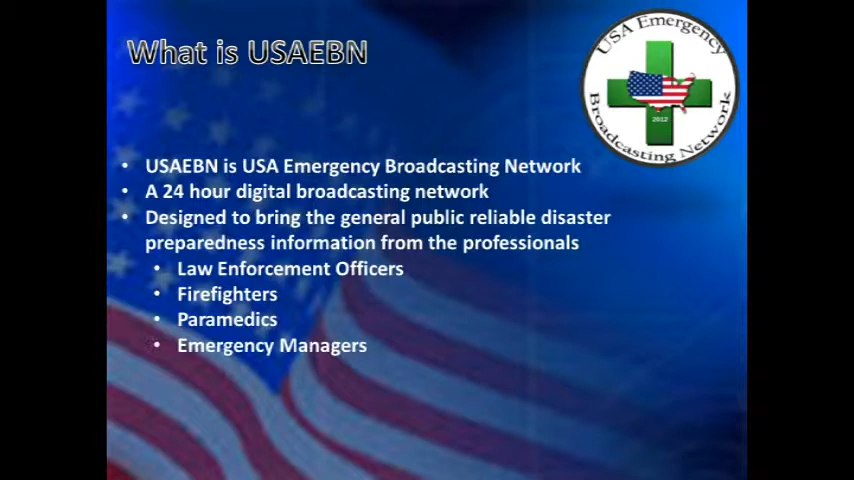 What is USAEBN
USA Emergency
Broadcasting Network
2012
• USAEBN is USA Emergency Broadcasting Network
• A 24 hour digital broadcasting network
• Designed to bring the general public reliable disaster
preparedness information from the professionals
• Law Enforcement Officers
• Firefighters
• Paramedics
• Emergency Managers